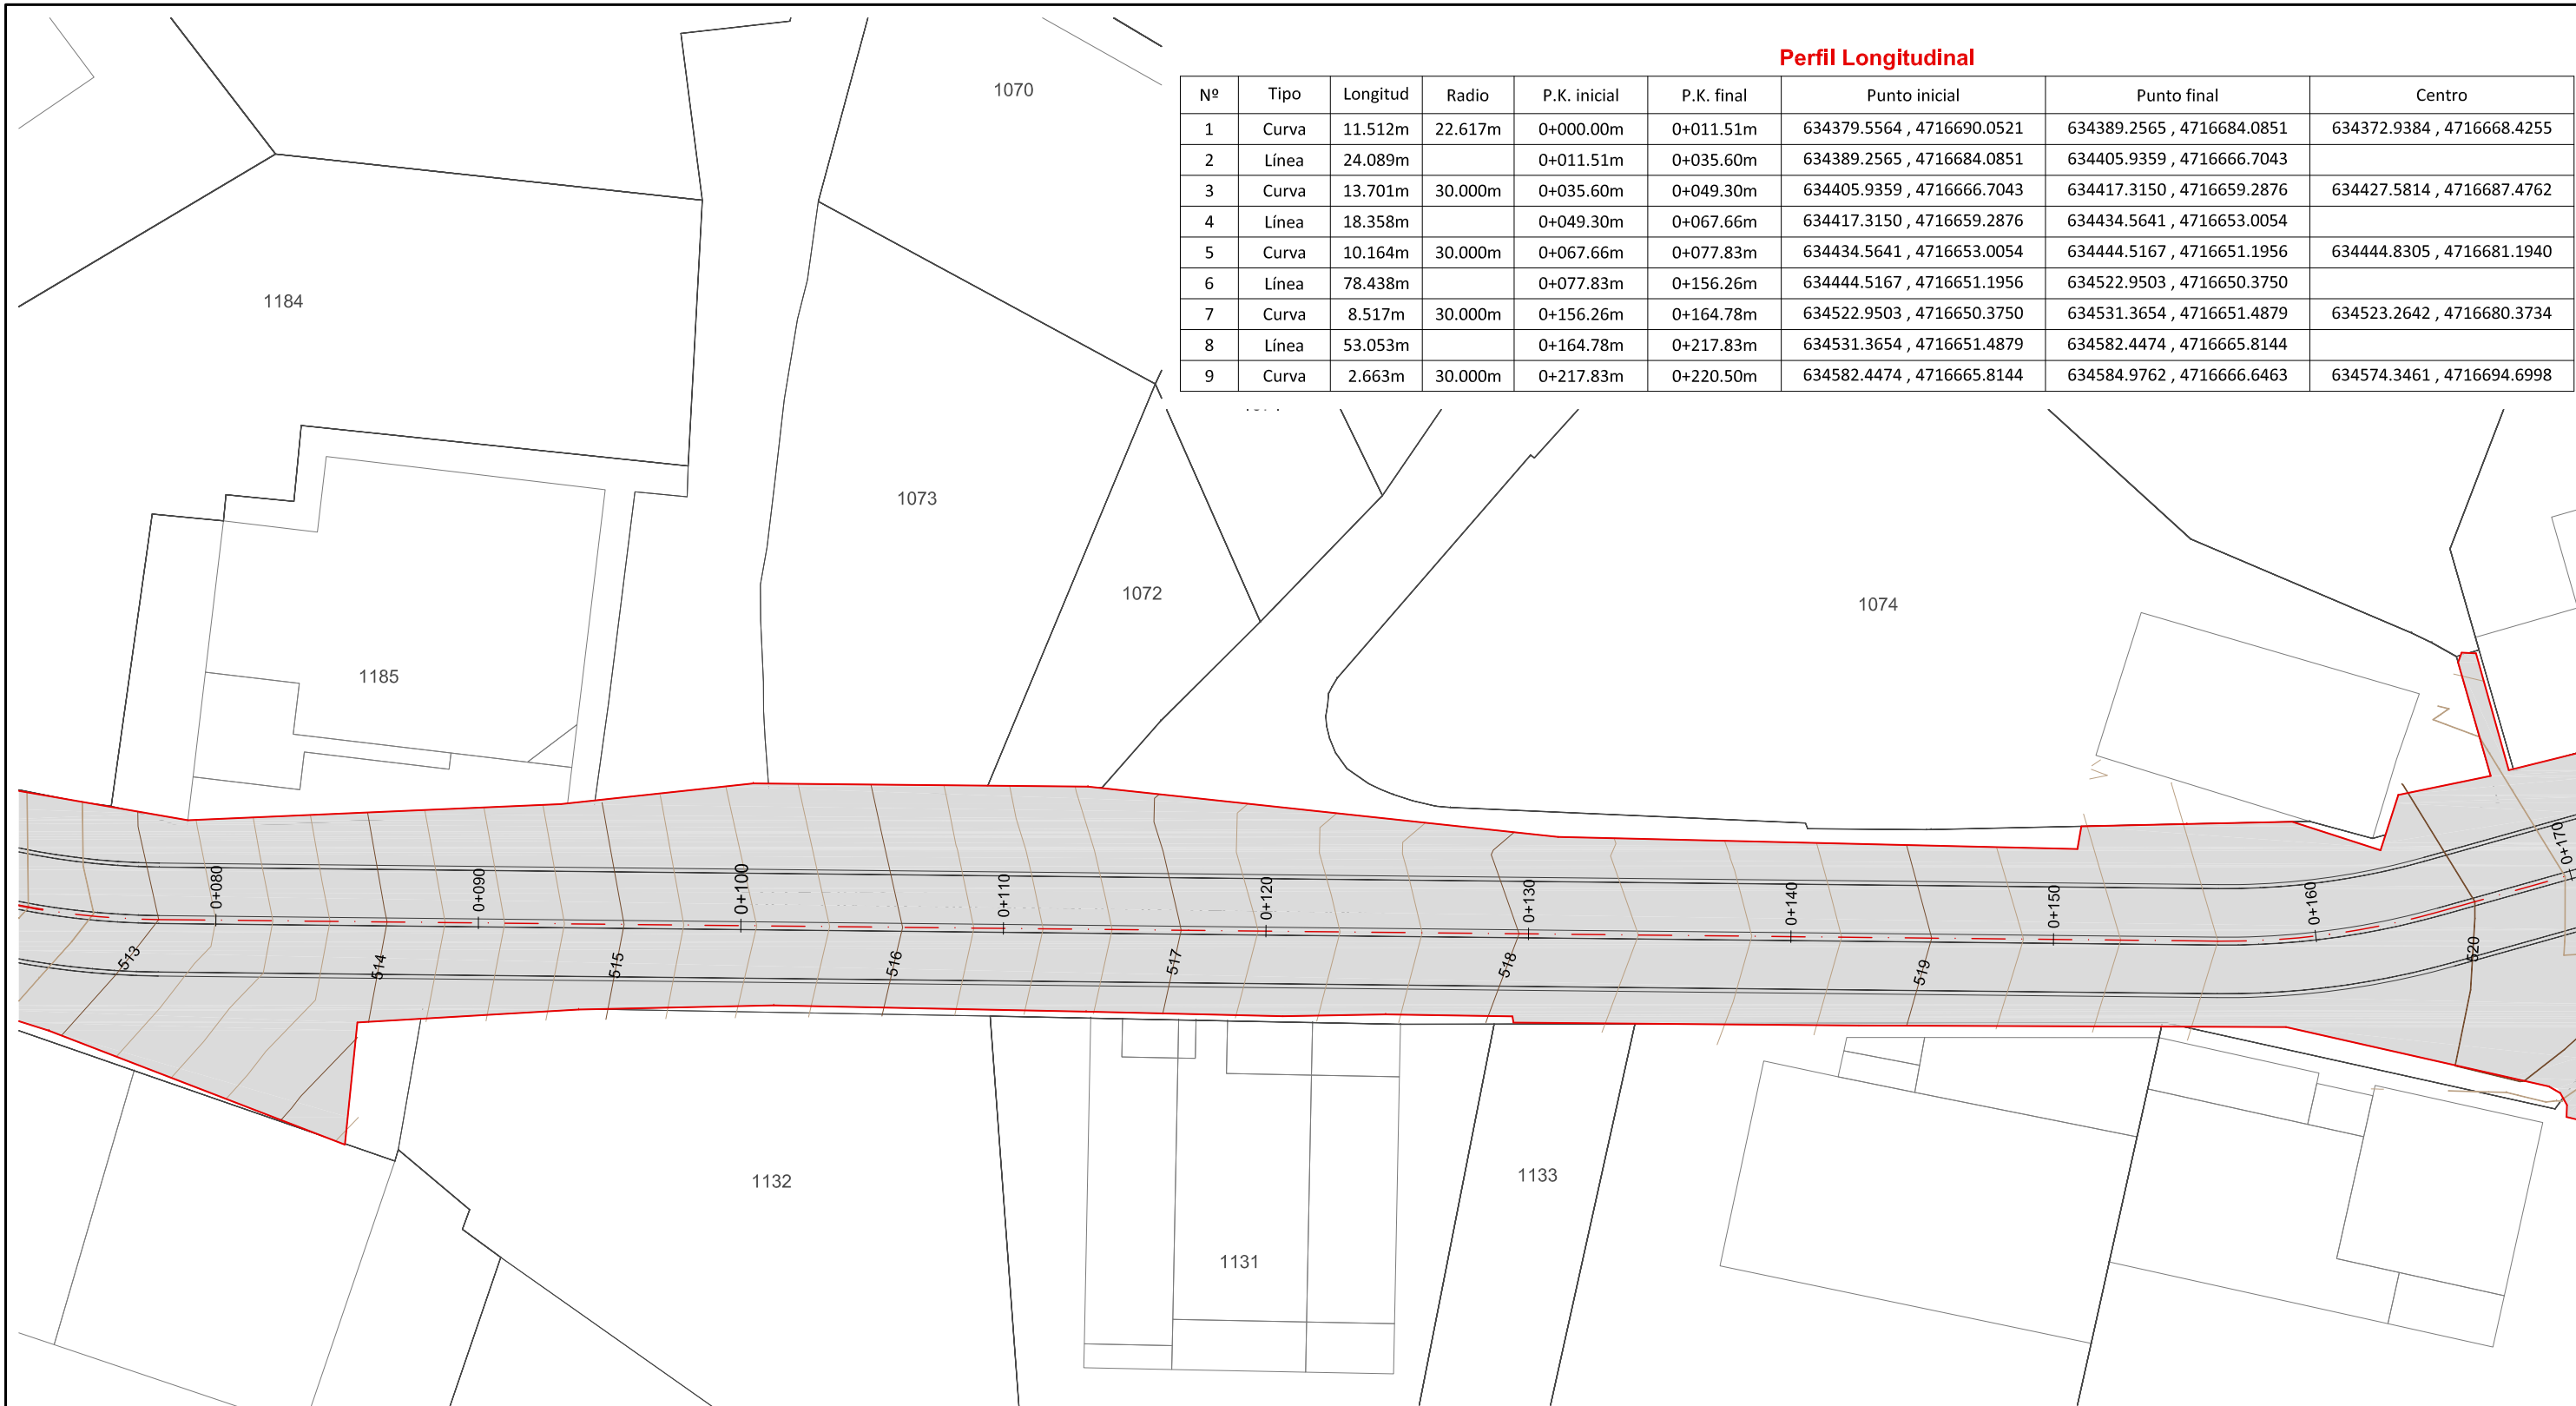 Perfil Longitudinal
Nº Tipo Longitud Radio P.K. inicial P.K. final Punto inicial Punto final Centro
1 Curva 11.512m 22.617m 0+000.00m 0+011.51m 634379.5564 , 4716690.0521 634389.2565 , 4716684.0851 634372.9384 , 4716668.4255
2 Línea 24.089m 0+011.51m 0+035.60m 634389.2565 , 4716684.0851 634405.9359 , 4716666.7043
3 Curva 13.701m 30.000m 0+035.60m 0+049.30m 634405.9359 , 4716666.7043 634417.3150 , 4716659.2876 634427.5814 , 4716687.4762
4 Línea 18.358m 0+049.30m 0+067.66m 634417.3150 , 4716659.2876 634434.5641 , 4716653.0054
5 Curva 10.164m 30.000m 0+067.66m 0+077.83m 634434.5641 , 4716653.0054 634444.5167 , 4716651.1956 634444.8305 , 4716681.1940
6 Línea 78.438m 0+077.83m 0+156.26m 634444.5167 , 4716651.1956 634522.9503 , 4716650.3750
7 Curva 8.517m 30.000m 0+156.26m 0+164.78m 634522.9503 , 4716650.3750 634531.3654 , 4716651.4879 634523.2642 , 4716680.3734
8 Línea 53.053m 0+164.78m 0+217.83m 634531.3654 , 4716651.4879 634582.4474 , 4716665.8144
9 Curva 2.663m 30.000m 0+217.83m 0+220.50m 634582.4474 , 4716665.8144 634584.9762 , 4716666.6463 634574.3461 , 4716694.6998
1070
1184
1073
1072
1074
1185
0+080
0+090
0+100
0+110
0+120
0+130
0+140
0+150
0+160
0+170
513
514
515
516
517
518
519
520
1132
1133
1131